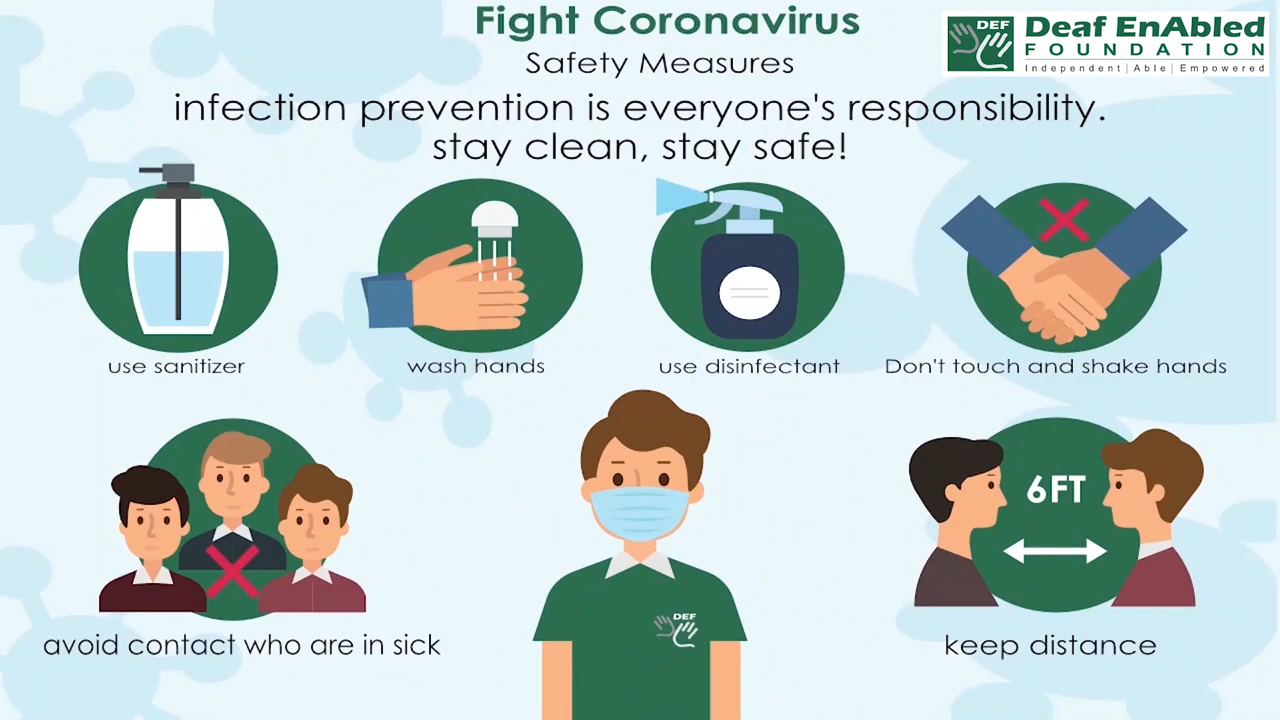 Fight Coronavirus
Safety Measures
DEF
Deaf EnAbled
FOUNDATION
Independent | Able | Empowered
infection prevention is everyone's responsibility.
stay clean, stay safe!
use sanitizer
wash hands
use disinfectant
Don't touch and shake hands
6FT
DEF
avoid contact who are in sick
keep distance